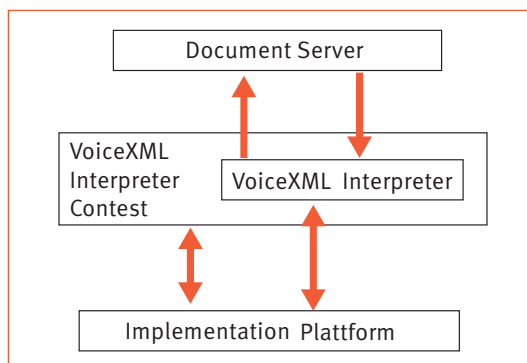 Document Server
VoiceXML
Interpreter
Contest
VoiceXML Interpreter
Implementation Plattform